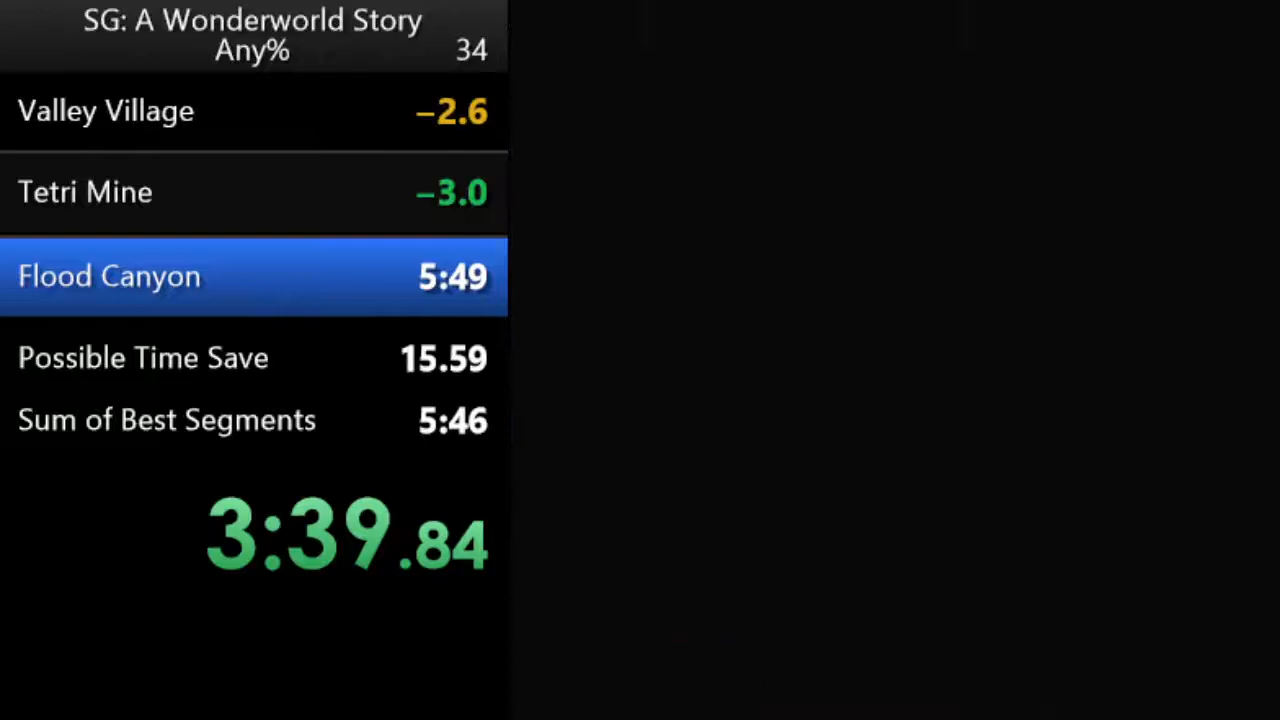 SG: A Wonderworld Story
Any% 34
Valley Village −2.6
Tetri Mine −3.0
Flood Canyon 5:49
Possible Time Save 15.59
Sum of Best Segments 5:46
3:39.84